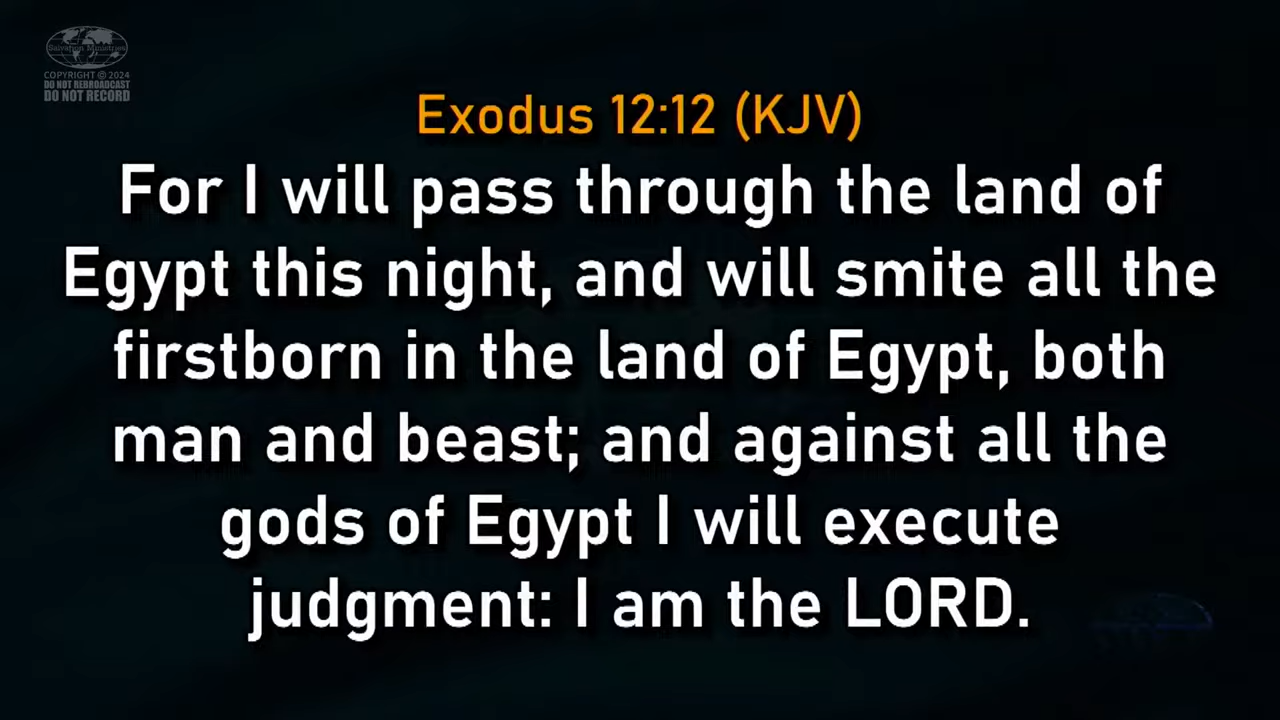 Salvation Ministries
COPYRIGHT © 2024
DO NOT REBROADCAST
DO NOT RECORD
Exodus 12:12 (KJV)
For I will pass through the land of
Egypt this night, and will smite all the
firstborn in the land of Egypt, both
man and beast; and against all the
gods of Egypt I will execute
judgment: I am the LORD.